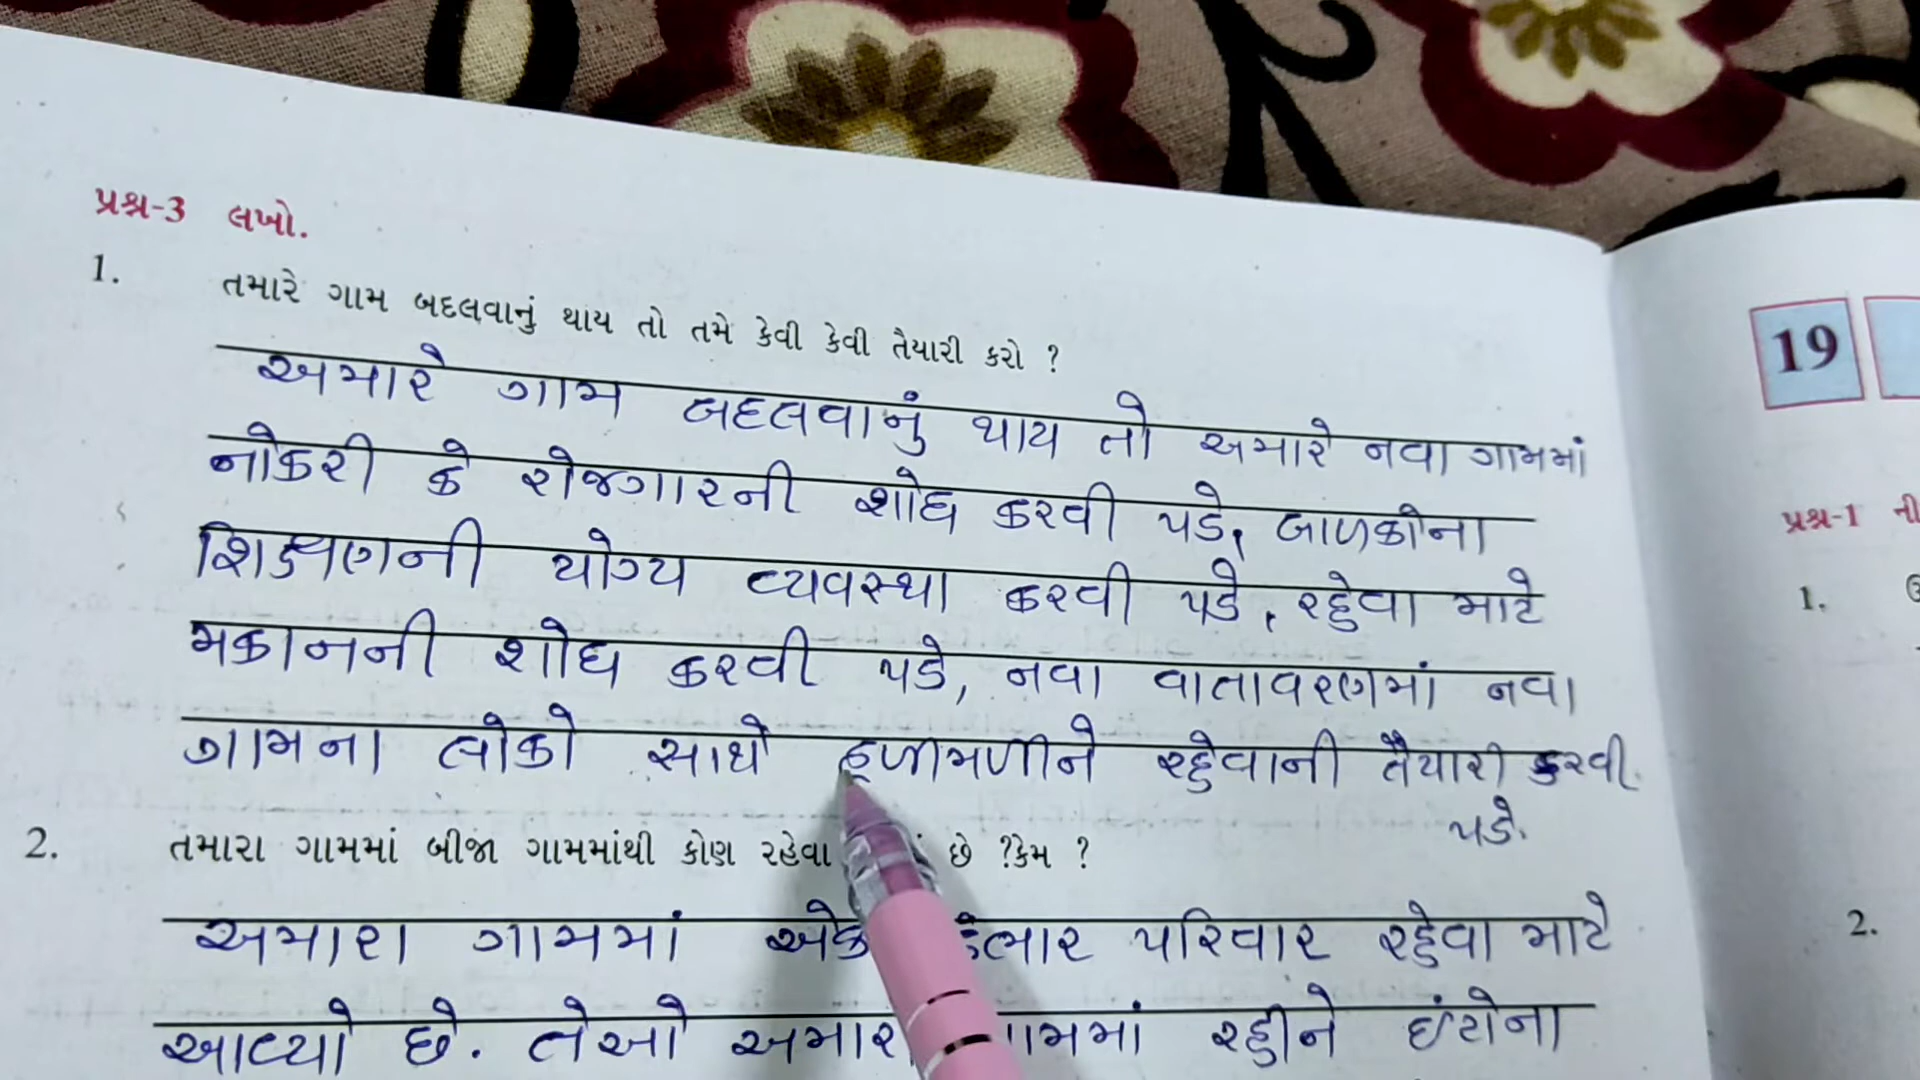 પ્રશ્ન-3 લખો.
1. તમારે ગામ બદલવાનું થાય તો તમે કેવી કેવી તૈયારી કરો ?
અમારે ગામ બદલવાનું થાય તો અમારે નવા ગામમાં
નોકરી કે રોજગારની શોધ કરવી પડે, બાળકોના
શિક્ષણની યોગ્ય વ્યવસ્થા કરવી પડે, રહેવા માટે
મકાનની શોધ કરવી પડે, નવા વાતાવરણમાં નવા
ગામના લોકો સાથે હળીમળીને રહેવાની તૈયારી કરવી
પડે.
2. તમારા ગામમાં બીજા ગામમાંથી કોણ રહેવા છે ?કેમ ?
અમારા ગામમાં એક પરિવાર રહેવા માટે
આવ્યો છે. તેઓ અમારા ગામમાં રહીને ઈંટોના
19
પ્રશ્ન-1
1.
2.